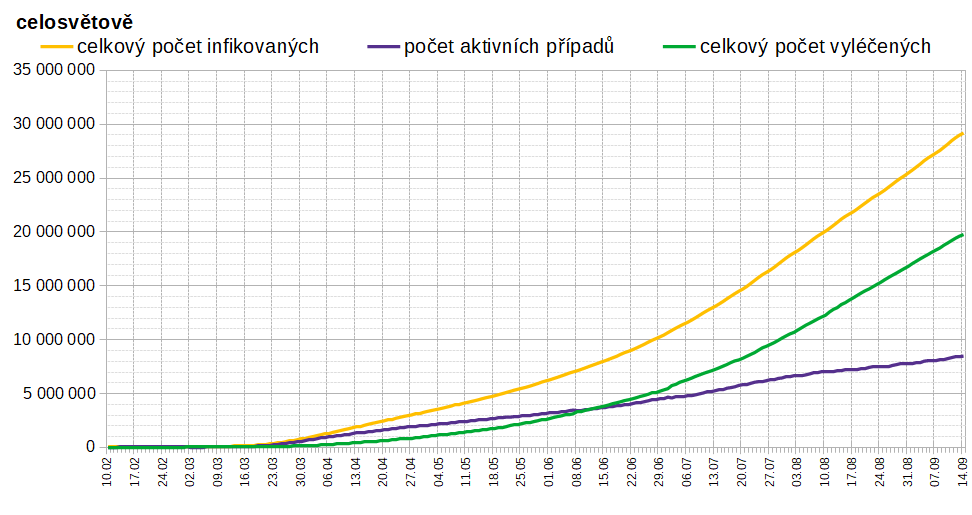 celosvětově
celkový počet infikovaných počet aktivních případů celkový počet vyléčených
35 000 000
30 000 000
25 000 000
20 000 000
15 000 000
10 000 000
5 000 000
0
10.02 17.02 24.02 02.03 09.03 16.03 23.03 30.03 06.04 13.04 20.04 27.04 04.05 11.05 18.05 25.05 01.06 08.06 15.06 22.06 29.06 06.07 13.07 20.07 27.07 03.08 10.08 17.08 24.08 31.08 07.09 14.09